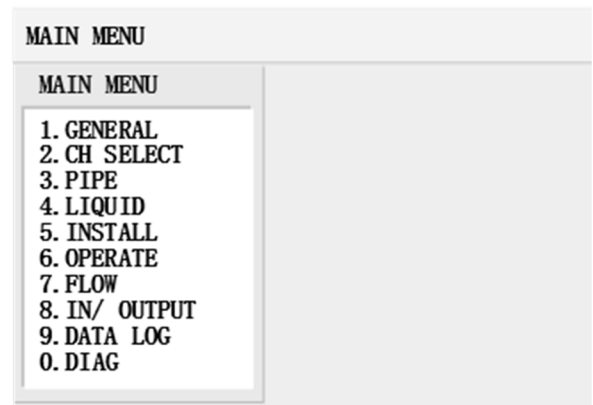 MAIN MENU
MAIN MENU
1. GENERAL
2. CH SELECT
3. PIPE
4. LIQUID
5. INSTALL
6. OPERATE
7. FLOW
8. IN/ OUTPUT
9. DATA LOG
0. DIAG